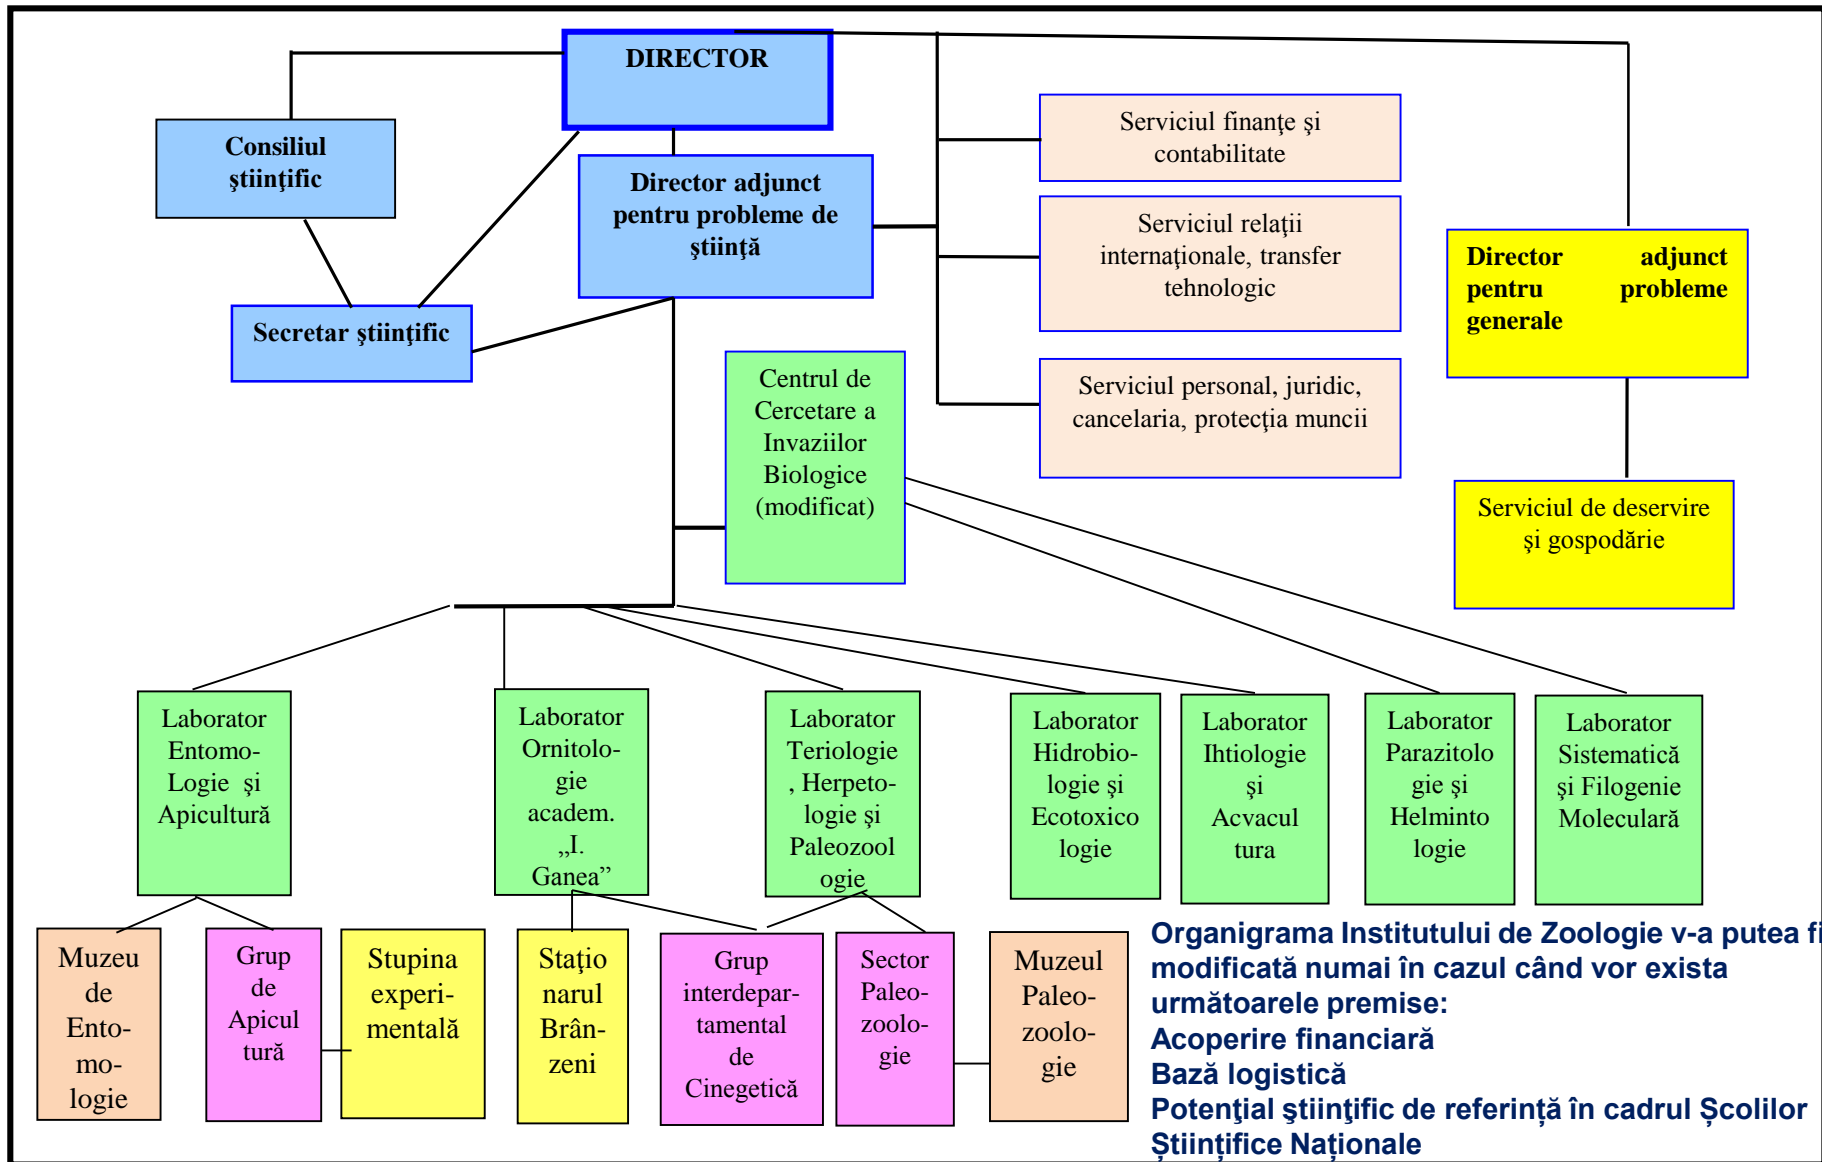 DIRECTOR
Consiliul
ştiinţific
Director adjunct
pentru probleme de
ştiinţă
Secretar ştiinţific
Serviciul finanţe şi
contabilitate
Serviciul relaţii
internaţionale, transfer
tehnologic
Serviciul personal, juridic,
cancelaria, protecţia muncii
Director adjunct
pentru probleme
generale
Serviciul de deservire
şi gospodărie
Centrul de
Cercetare a
Invaziilor
Biologice
(modificat)
Laborator
Entomo-
Logie şi
Apicultură
Laborator
Ornitolo-
gie
academ.
„I.
Ganea”
Laborator
Teriologie
, Herpeto-
logie şi
Paleozool
ogie
Laborator
Hidrobio-
logie şi
Ecotoxico
logie
Laborator
Ihtiologie
şi
Acvacul
tura
Laborator
Parazitolo
gie şi
Helminto
logie
Laborator
Sistematică
şi Filogenie
Moleculară
Muzeu
de
Ento-
mo-
logie
Grup
de
Apicul
tură
Stupina
experi-
mentală
Staţio
narul
Brân-
zeni
Grup
interdepar-
tamental
de
Cinegetică
Sector
Paleo-
zoolo-
gie
Muzeul
Paleo-
zoolo-
gie
Organigrama Institutului de Zoologie v-a putea fi
modificată numai în cazul când vor exista
următoarele premise:
Acoperire financiară
Bază logistică
Potenţial ştiinţific de referință în cadrul Școlilor
Științifice Naționale